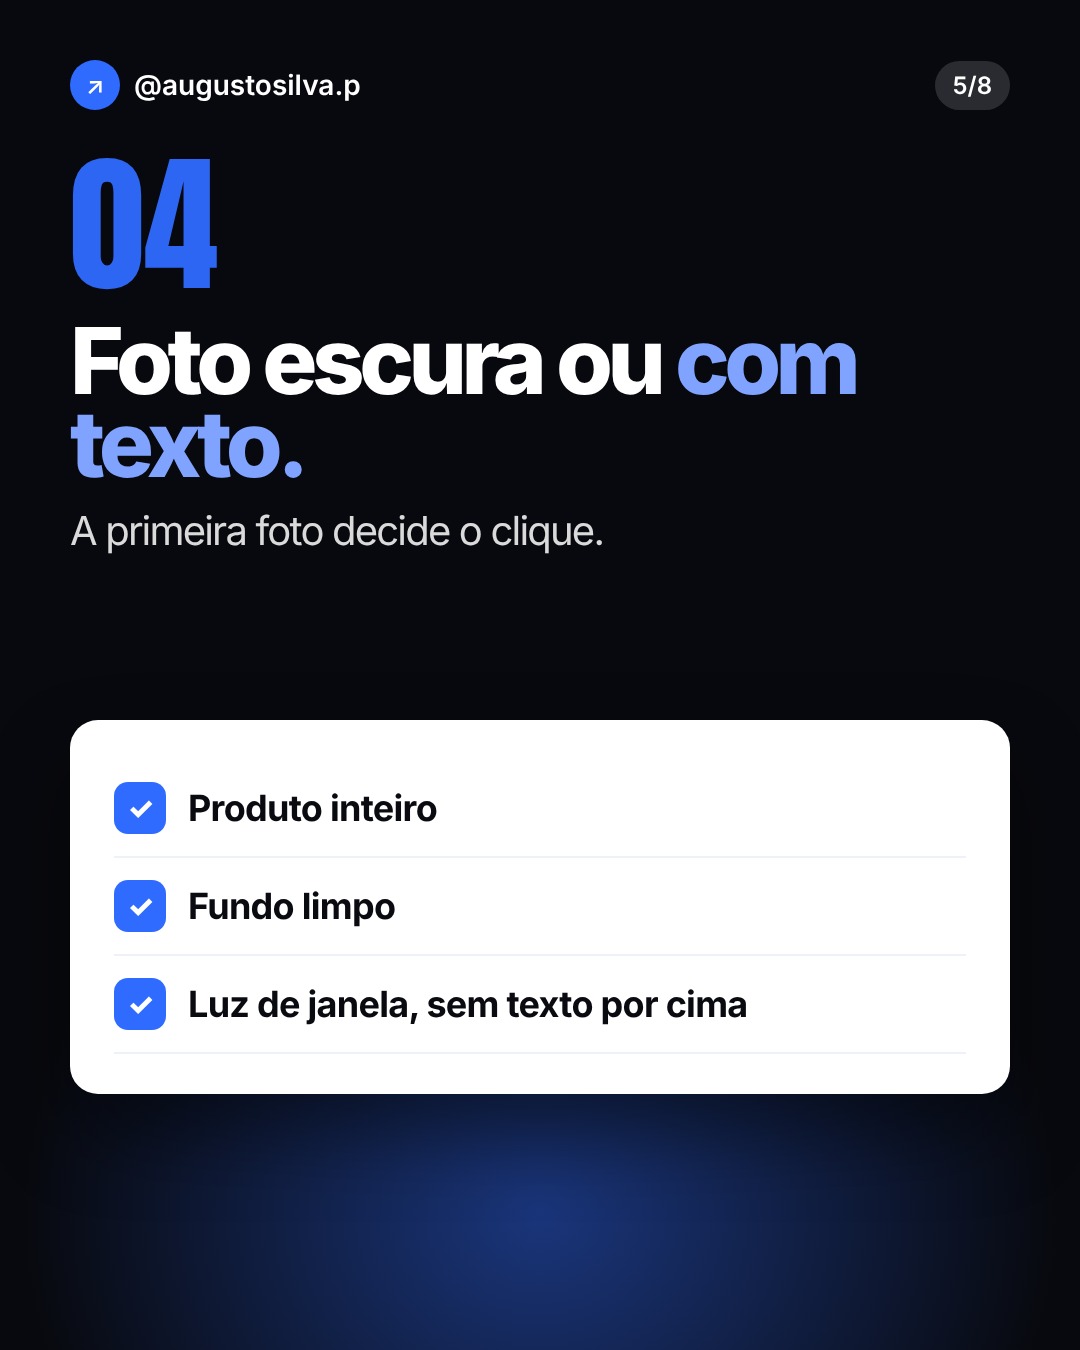 @augustosilva.p
5/8
04
Foto escura ou com
texto.
A primeira foto decide o clique.
Produto inteiro
Fundo limpo
Luz de janela, sem texto por cima